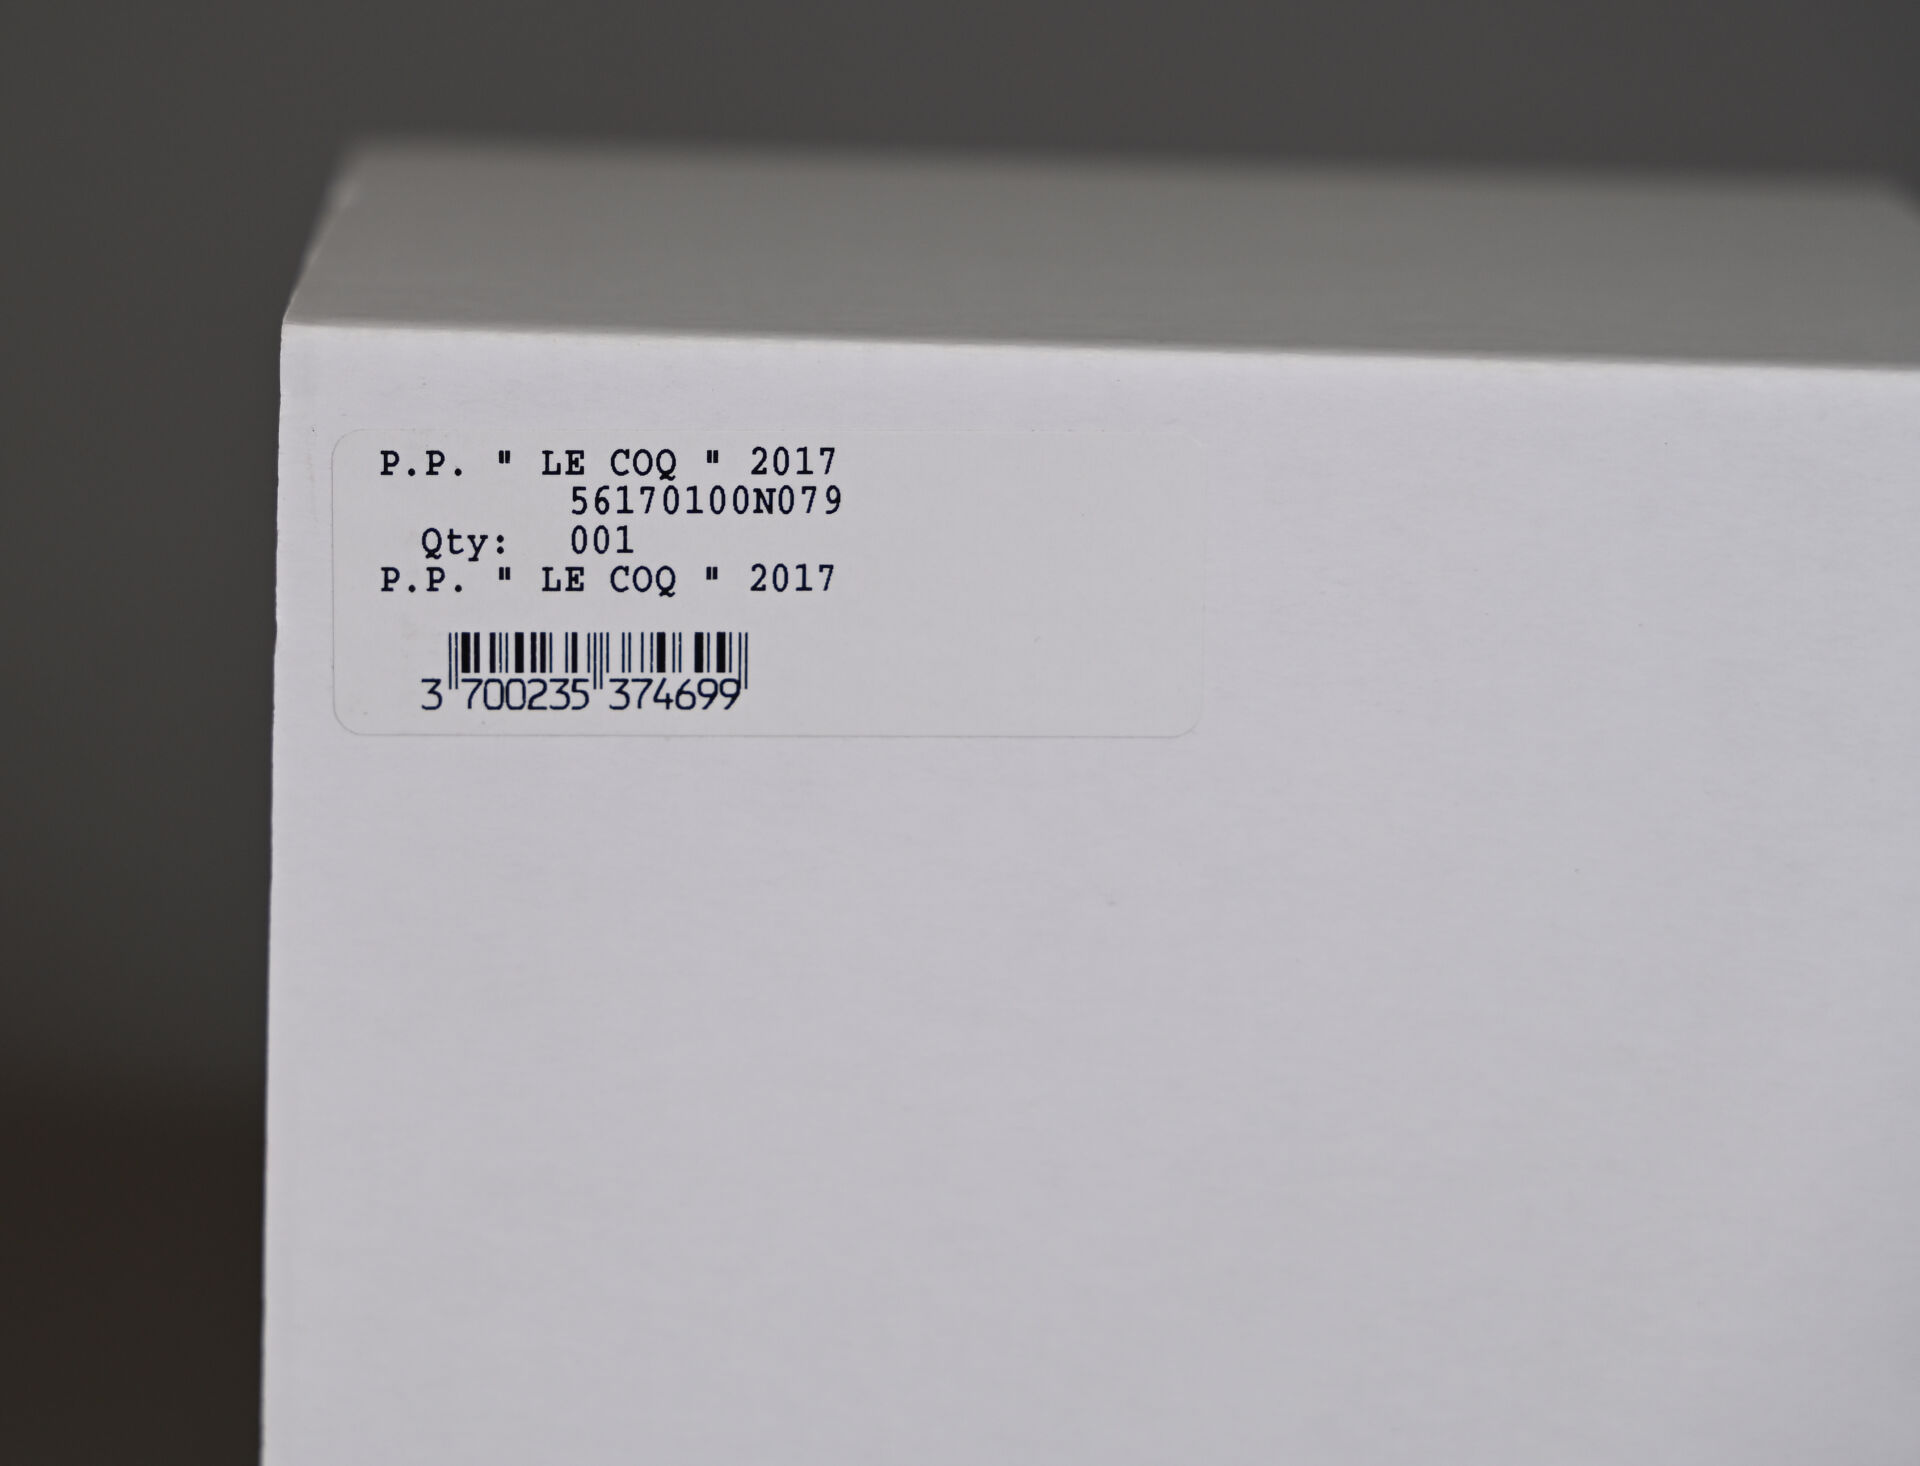 P.P. " LE COQ " 2017
56170100N079
Qty: 001
P.P. " LE COQ " 2017
3 700235 374699